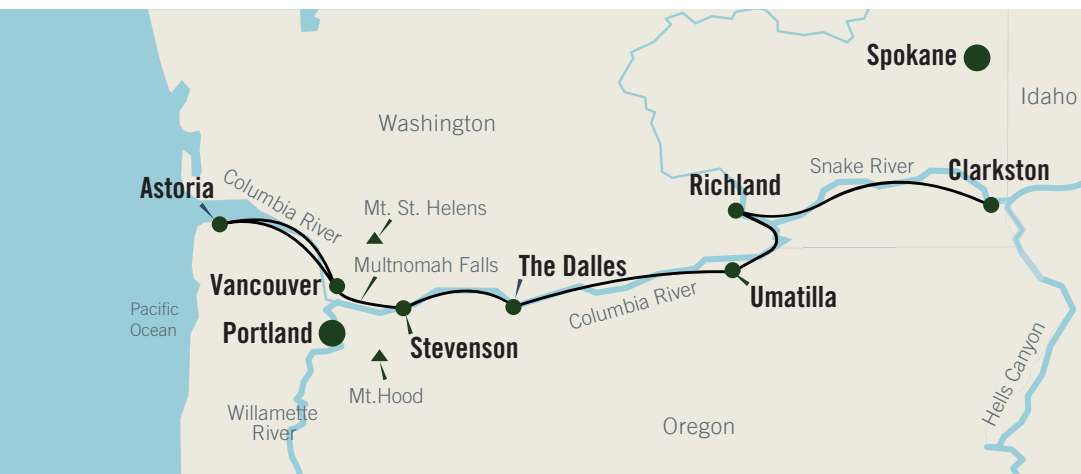 Spokane
Idaho
Washington
Snake River
Clarkston
Richland
Astoria
Columbia River
Mt. St. Helens
Multnomah Falls
The Dalles
Vancouver
Umatilla
Columbia River
Pacific
Ocean
Portland
Stevenson
Mt.Hood
Hells Canyon
Willamette
River
Oregon